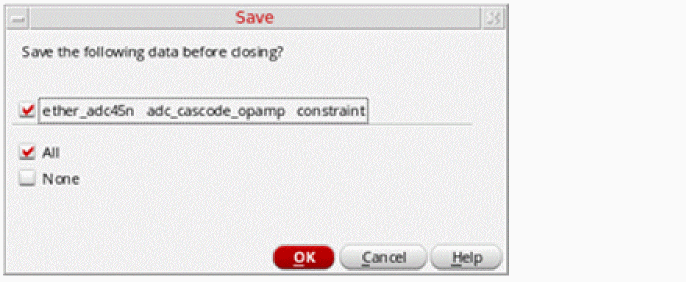 Save
Save the following data before closing?
ether_adc45n adc_cascode_opamp constraint
All
None
OK Cancel Help